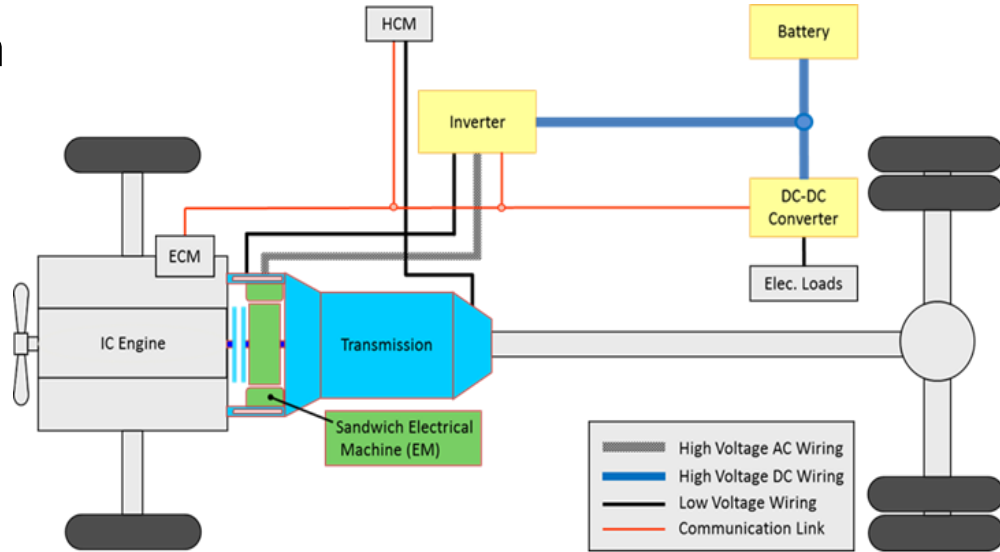 HCM
Battery
Inverter
DC-DC
Converter
ECM
Elec. Loads
IC Engine
Transmission
Sandwich Electrical
Machine (EM)
High Voltage AC Wiring
High Voltage DC Wiring
Low Voltage Wiring
Communication Link